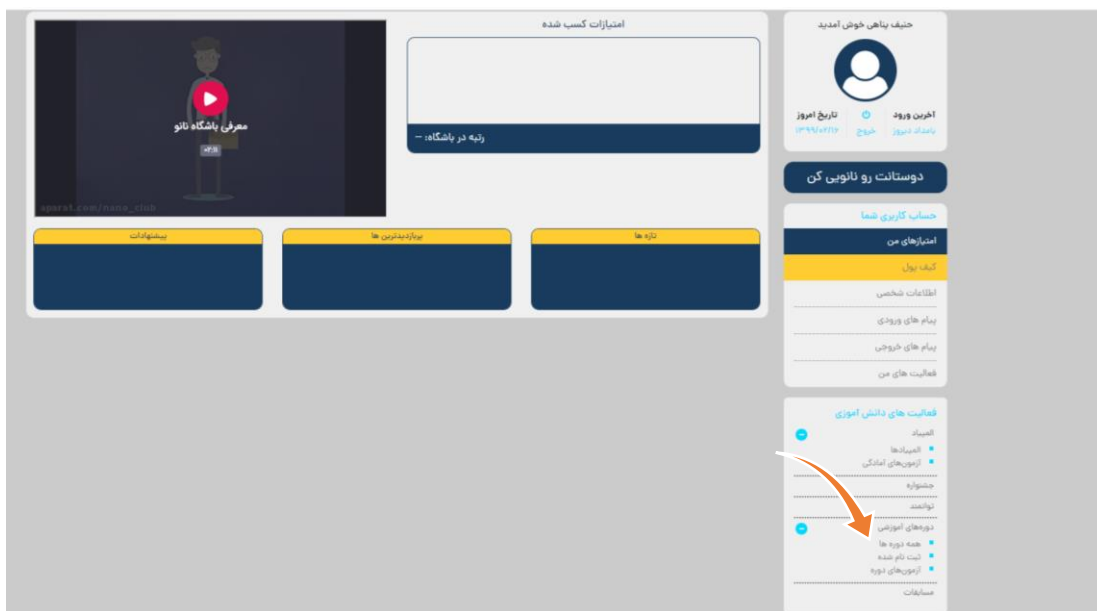 حنیف پناهی خوش آمدید
آخرین ورود
تاریخ امروز
بامداد دیروز
خروج
۱۳۹۹/۰۲/۱۶
دوستانت رو نانویی کن
حساب کاربری شما
امتیازهای من
کیف پول
اطلاعات شخصی
پیام های ورودی
پیام های خروجی
فعالیت های من
فعالیت های دانش آموزی
المپیاد
المپیادها
آزمون‌های آمادگی
جشنواره
توانمند
دوره‌های آموزشی
همه دوره ها
ثبت نام شده
آزمون‌های دوره
مسابقات
امتیازات کسب شده
رتبه در باشگاه: –
معرفی باشگاه نانو
۰۲:۱۱
aparat.com/nano_club
تازه ها
پربازدیدترین ها
پیشنهادات